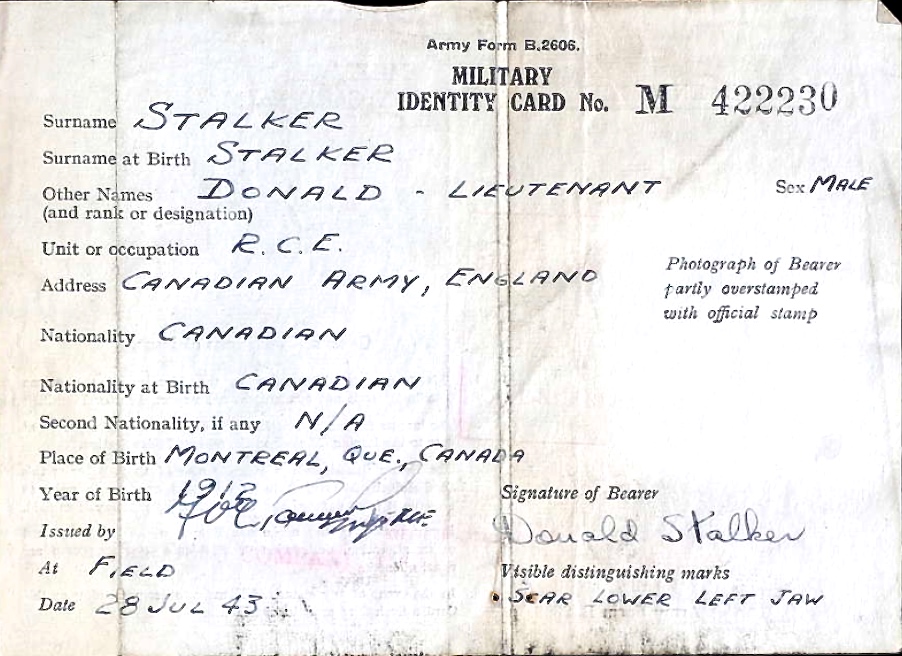 Army Form B.2606.
MILITARY
IDENTITY CARD No. M 422230
Surname STALKER
Surname at Birth STALKER
Other Names DONALD - LIEUTENANT Sex MALE
(and rank or designation)
Unit or occupation R.C.E.
Address CANADIAN ARMY, ENGLAND
Photograph of Bearer
partly overstamped
with official stamp
Nationality CANADIAN
Nationality at Birth CANADIAN
Second Nationality, if any N/A
Place of Birth MONTREAL, QUE., CANADA
Year of Birth
Issued by
At FIELD
Date 28 JUL 43
Signature of Bearer
Donald Stalker
Visible distinguishing marks
SCAR LOWER LEFT JAW